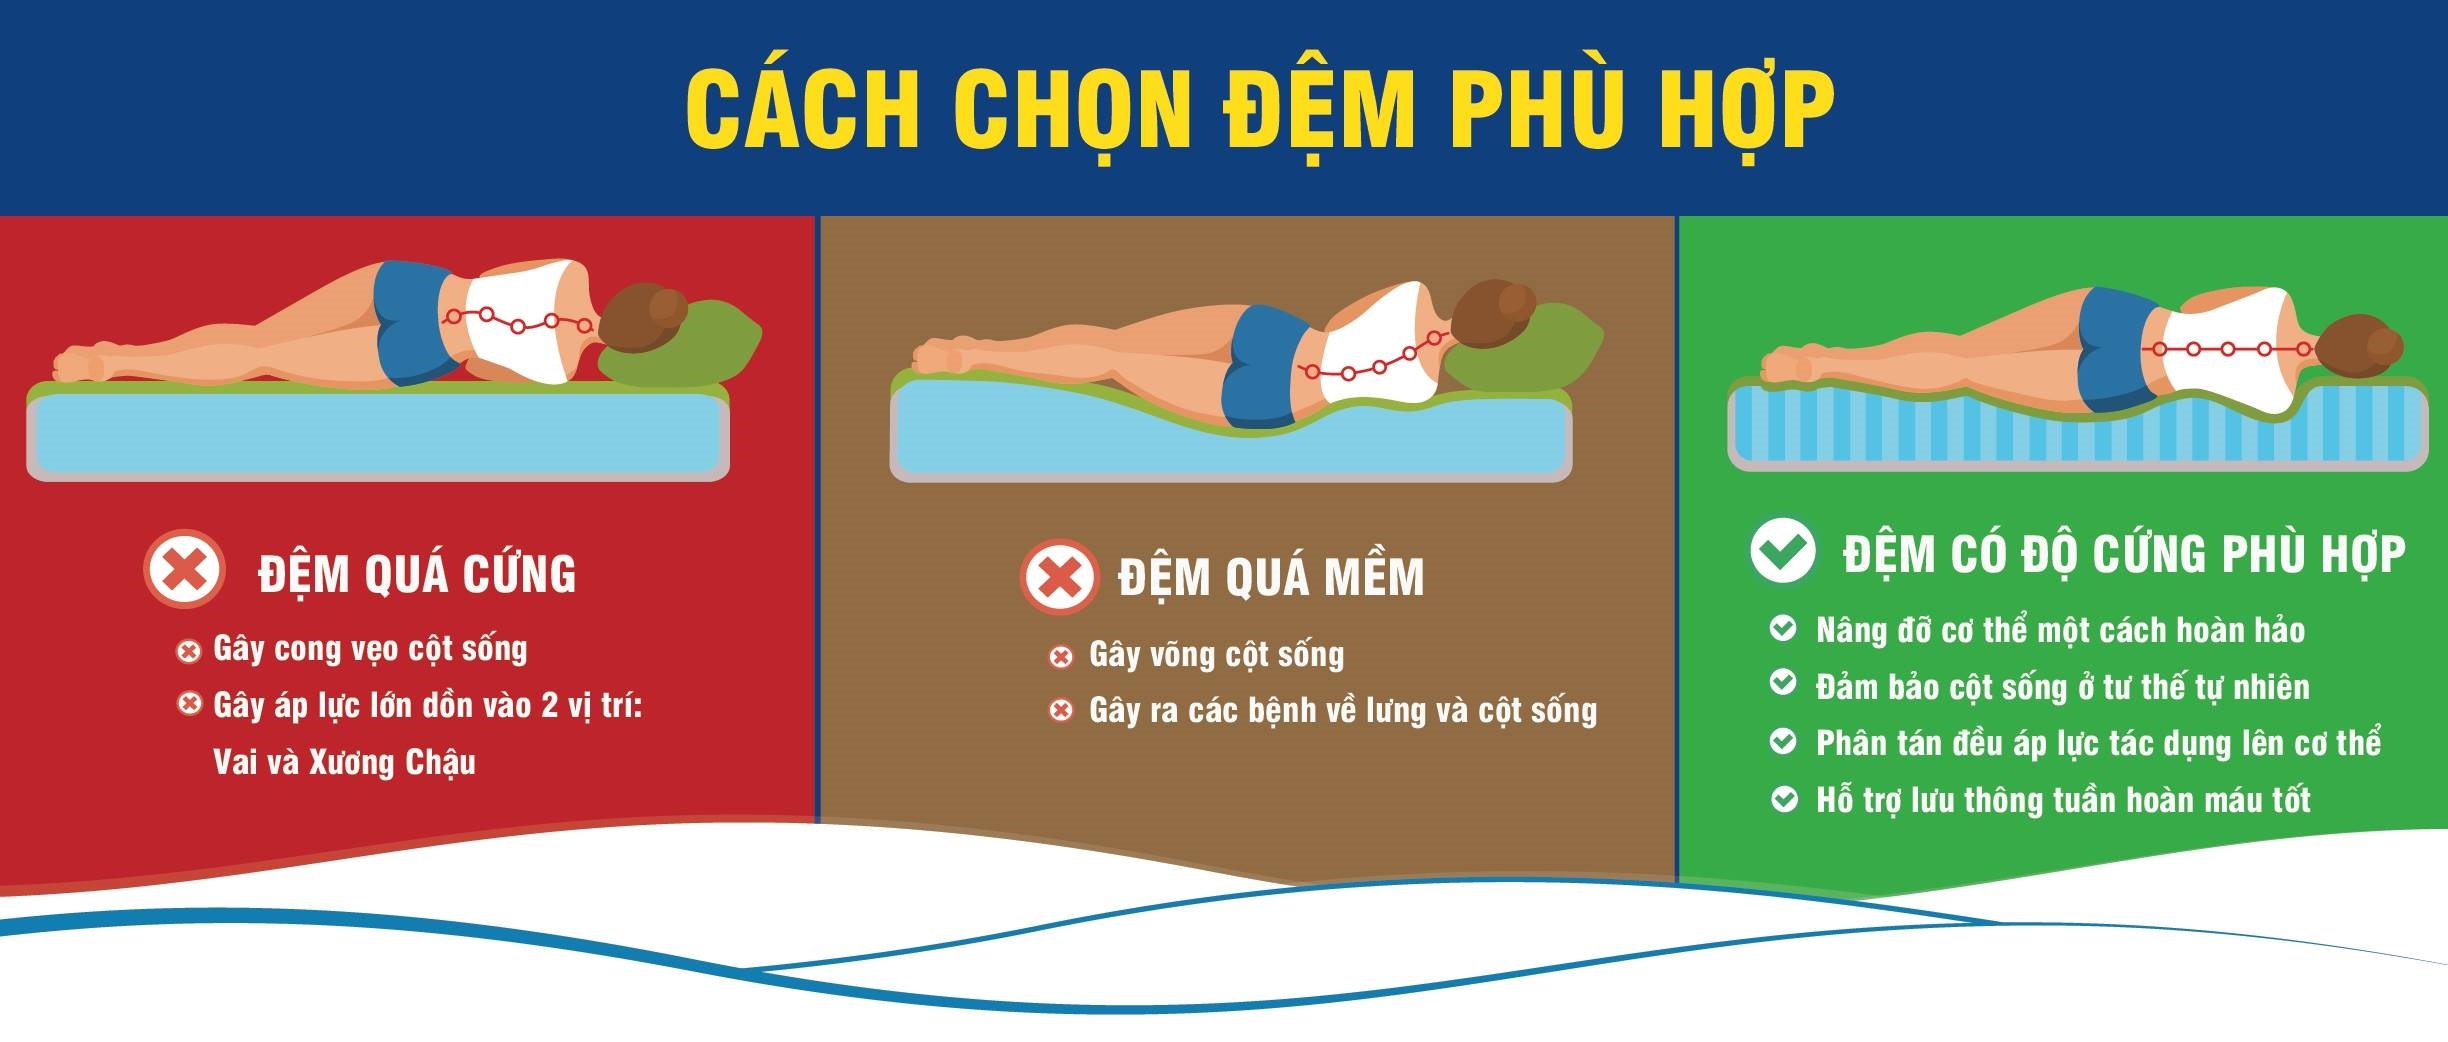 CÁCH CHỌN ĐỆM PHÙ HỢP
ĐỆM QUÁ CỨNG
Gây cong vẹo cột sống
Gây áp lực lớn dồn vào 2 vị trí:
Vai và Xương Chậu
ĐỆM QUÁ MỀM
Gây võng cột sống
Gây ra các bệnh về lưng và cột sống
ĐỆM CÓ ĐỘ CỨNG PHÙ HỢP
Nâng đỡ cơ thể một cách hoàn hảo
Đảm bảo cột sống ở tư thế tự nhiên
Phân tán đều áp lực tác dụng lên cơ thể
Hỗ trợ lưu thông tuần hoàn máu tốt